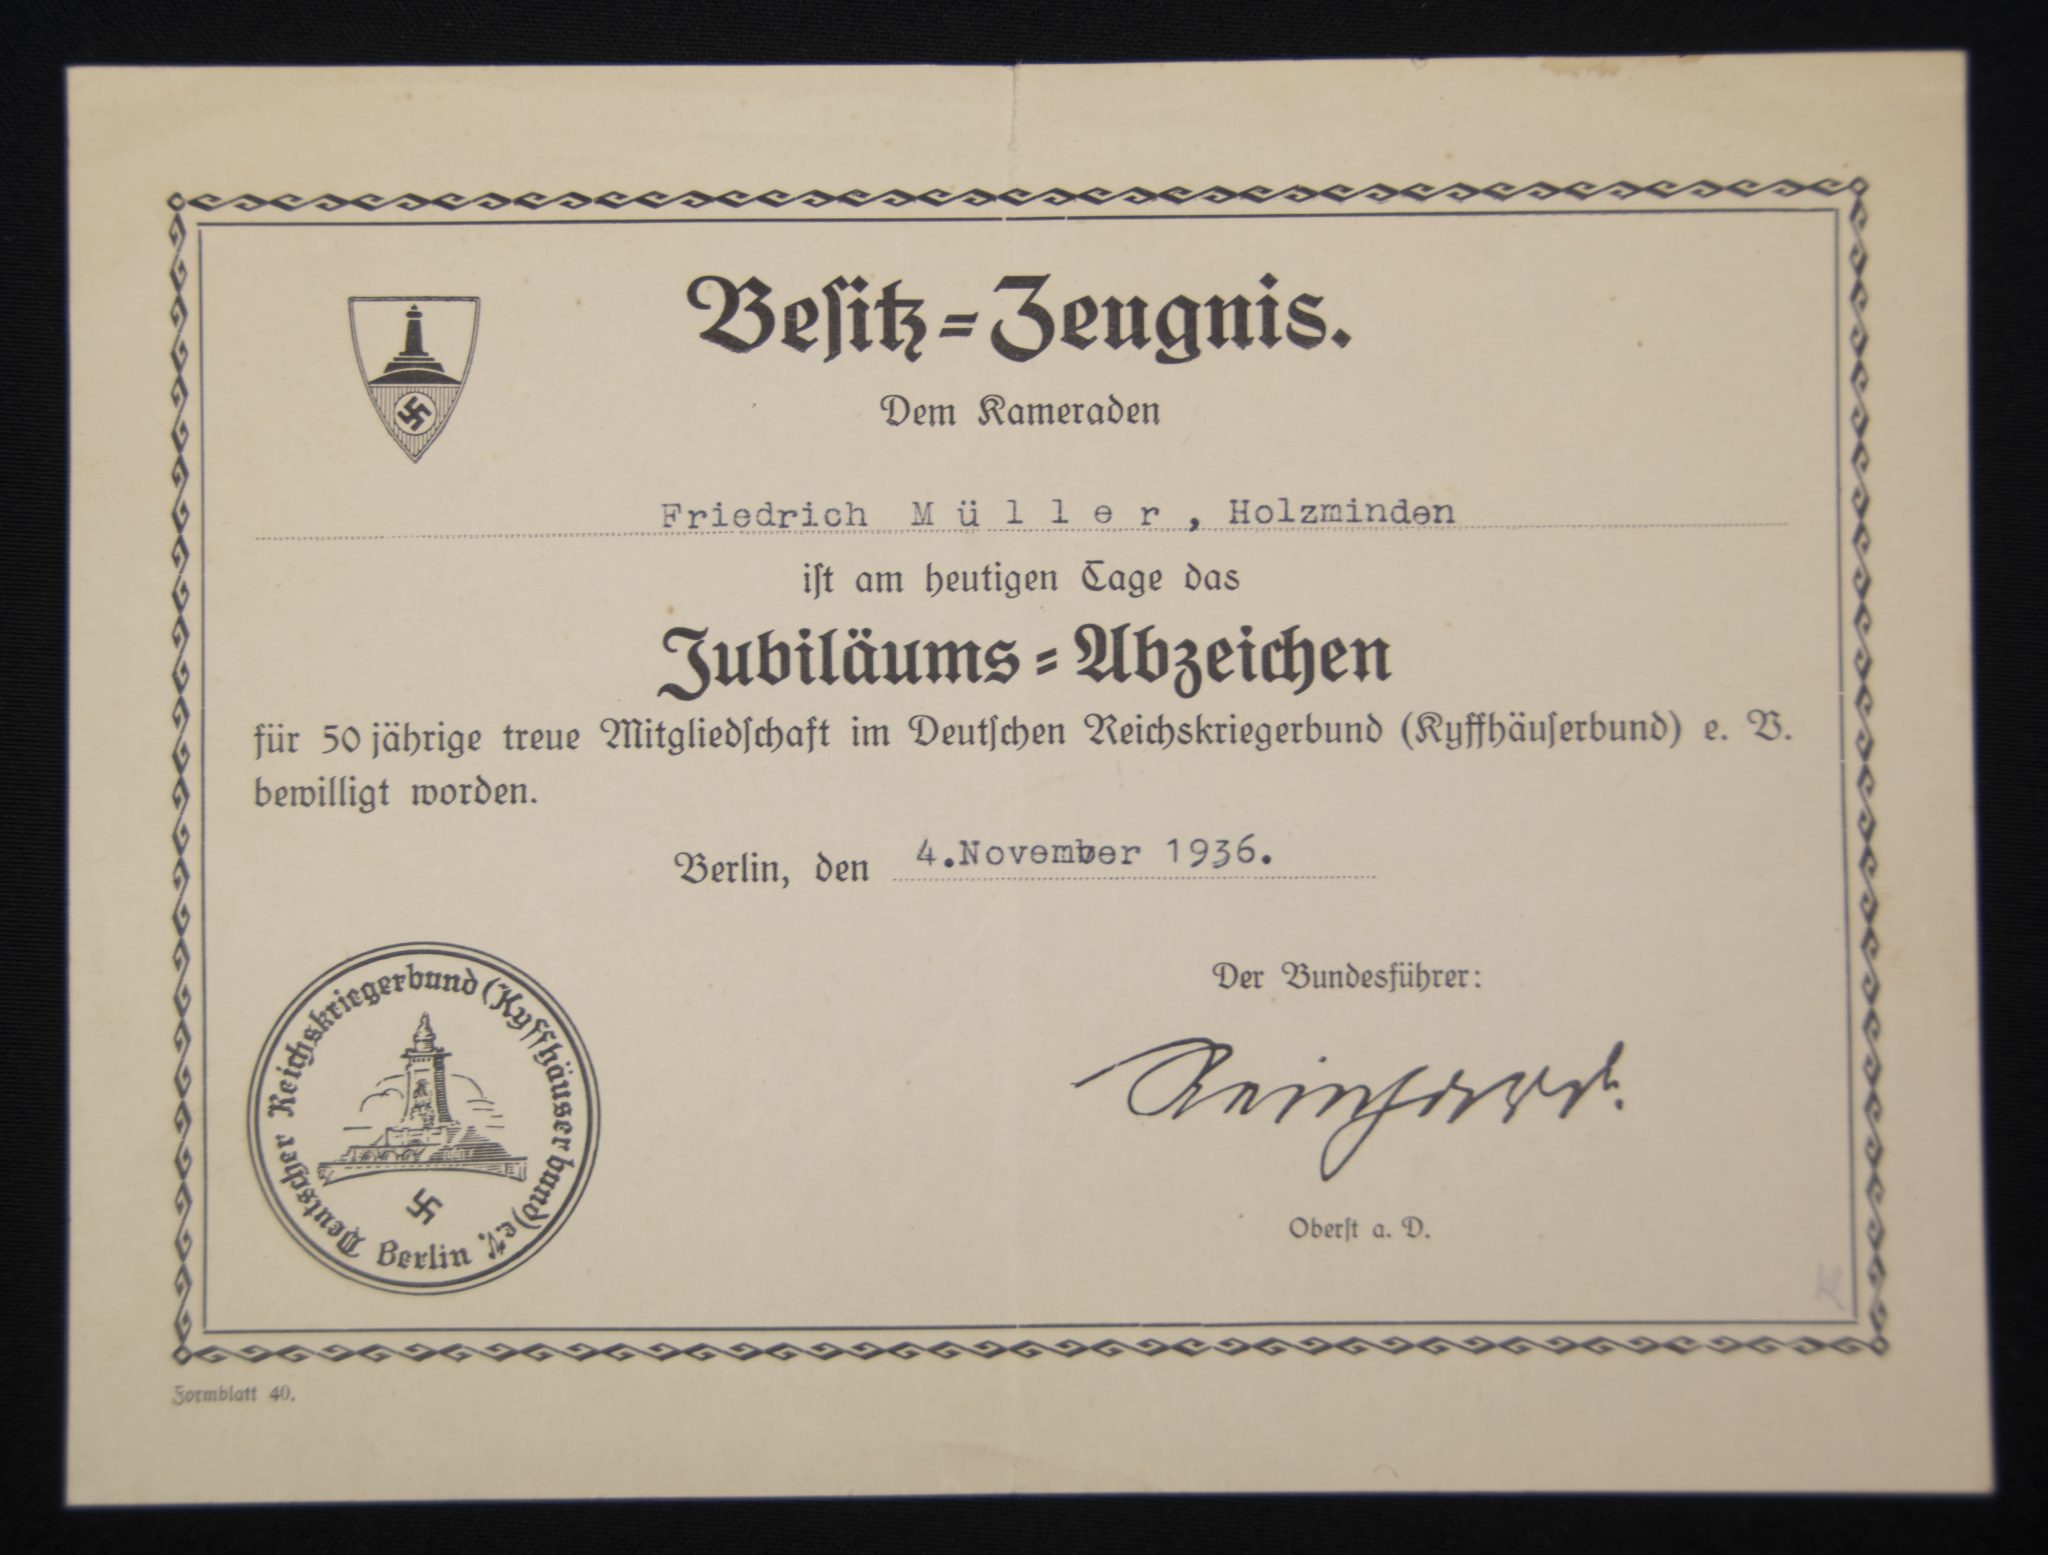 Besitz=Zeugnis.
Dem Kameraden
Friedrich Müller, Holzminden
ist am heutigen Tage das
Jubiläums=Abzeichen
für 50 jährige treue Mitgliedschaft im Deutschen Reichskriegerbund (Kyffhäuserbund) e. V.
bewilligt worden.
Berlin, den 4.November 1936.
Der Bundesführer:
Reinhard.
Oberst a. D.
Deutscher Reichskriegerbund (Kyffhäuserbund) e.V.
Berlin
Formblatt 40.